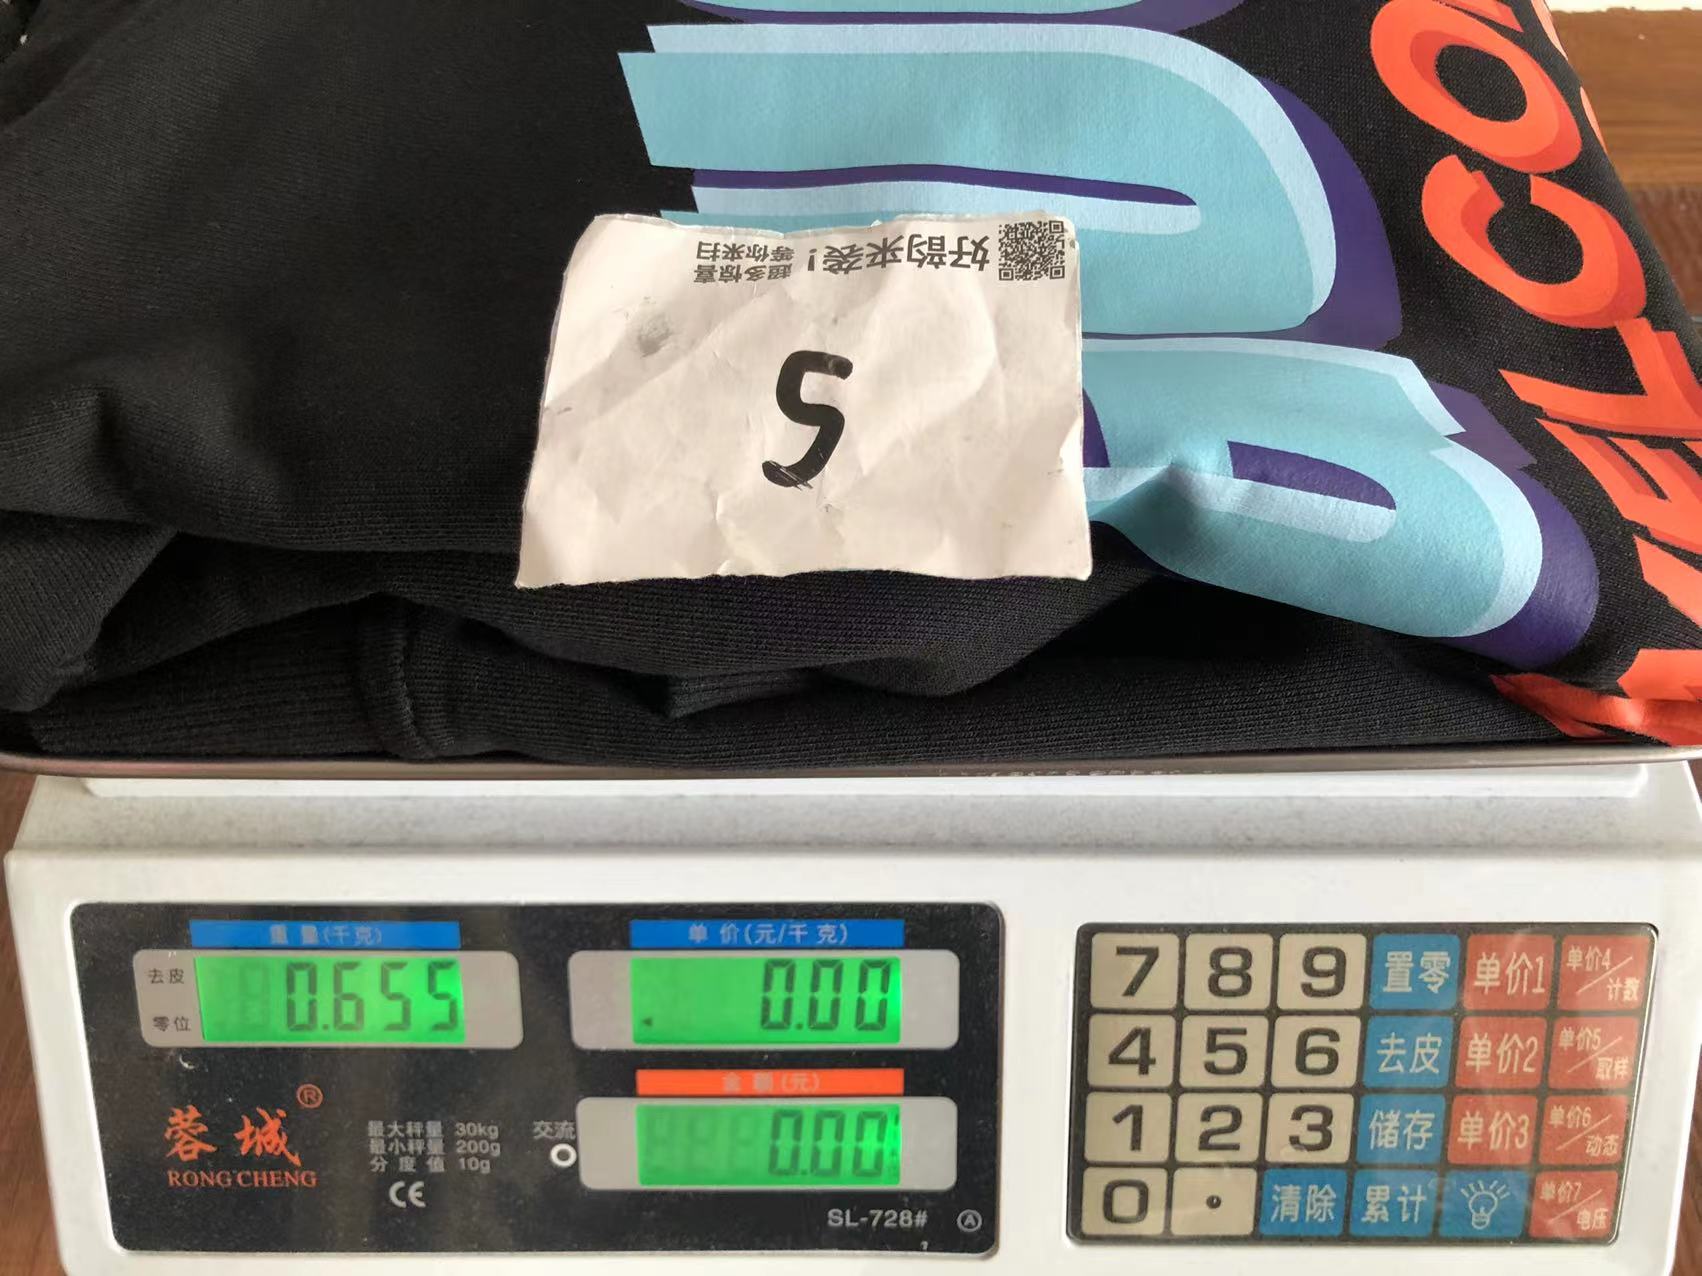 WELCO
好韵来袭!
超多惊喜
等你来扫
5
重量(千克)
单价(元/千克)
去皮
零位
0.655
0.00
金额(元)
0.00
蓉城®
RONG CHENG
最大秤量 30kg
最小秤量 200g
分度值 10g
CE
交流
SL-728# A
7 8 9 置零 单价1 单价4/计数
4 5 6 去皮 单价2 单价5/取样
1 2 3 储存 单价3 单价6/动态
0 . 清除 累计 单价7/电压